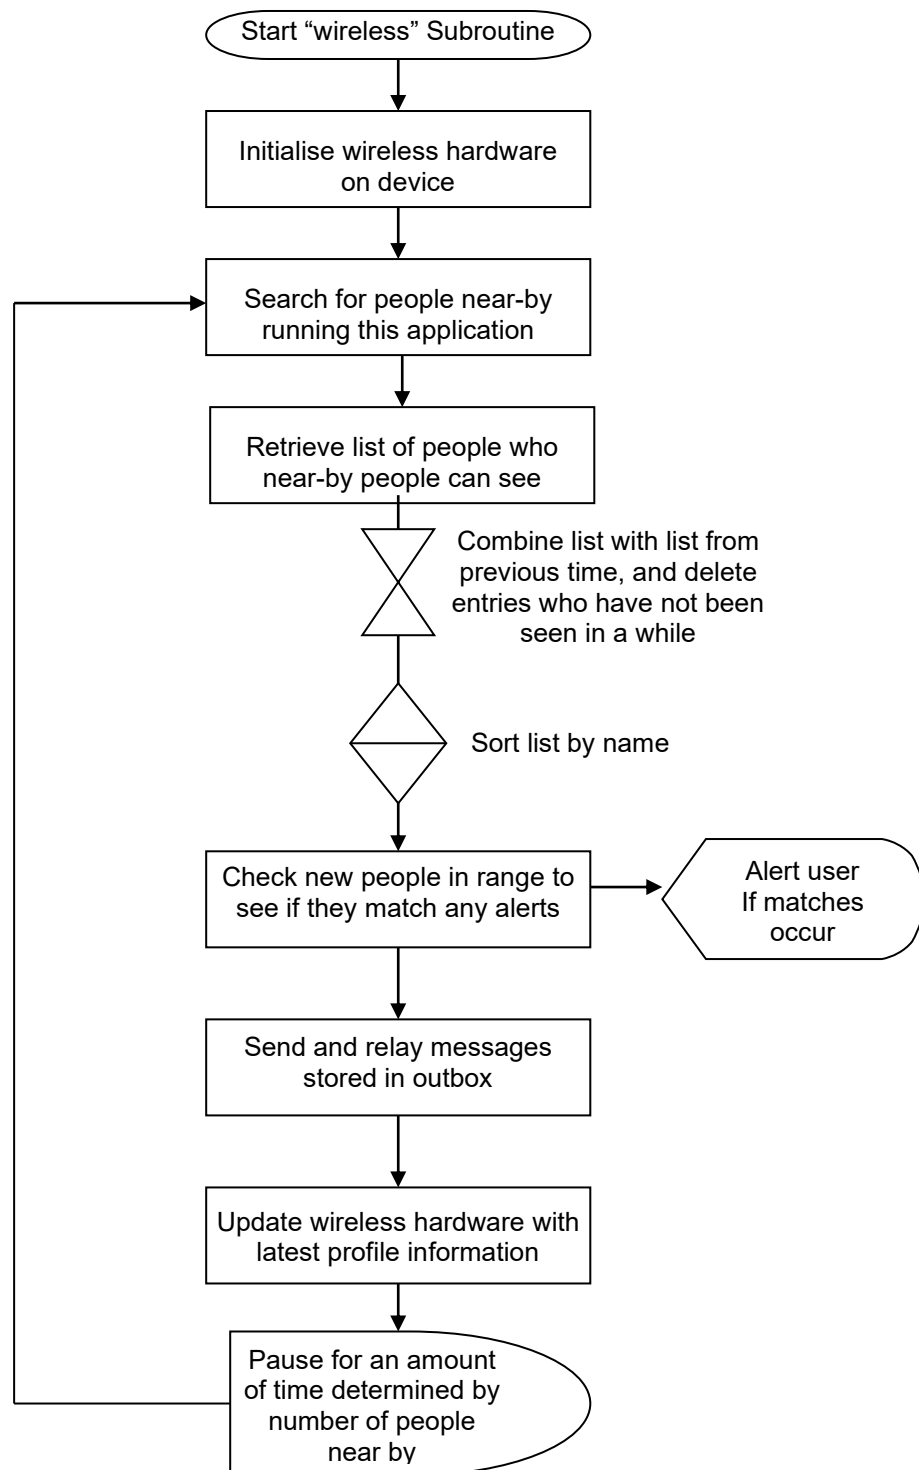 Start “wireless” Subroutine
Initialise wireless hardware
on device
Search for people near-by
running this application
Retrieve list of people who
near-by people can see
Combine list with list from
previous time, and delete
entries who have not been
seen in a while
Sort list by name
Check new people in range to
see if they match any alerts
Alert user
If matches
occur
Send and relay messages
stored in outbox
Update wireless hardware with
latest profile information
Pause for an amount
of time determined by
number of people
near by